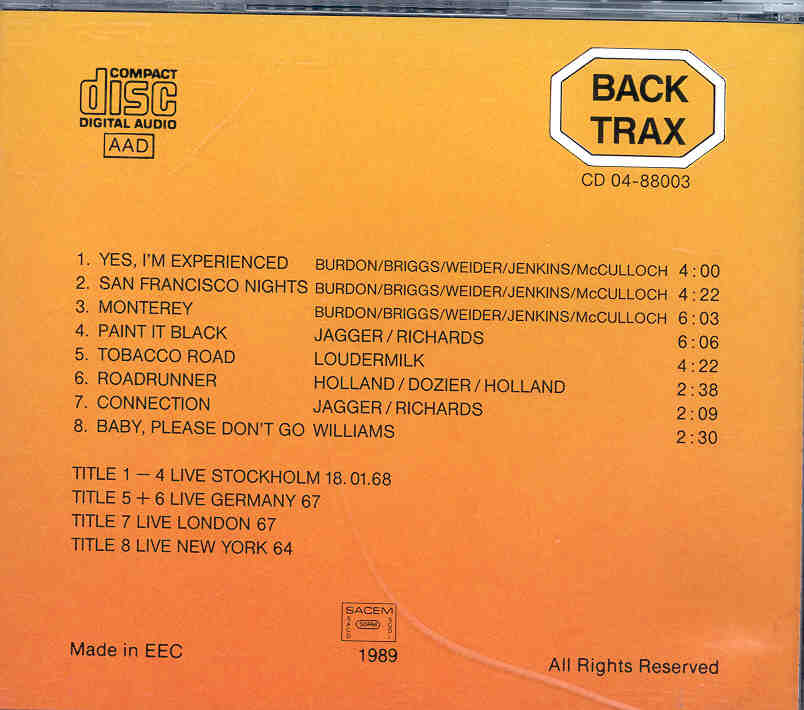 COMPACT
disc
DIGITAL AUDIO
AAD
BACK
TRAX
CD 04-88003
1. YES, I'M EXPERIENCED BURDON/BRIGGS/WEIDER/JENKINS/McCULLOCH 4:00
2. SAN FRANCISCO NIGHTS BURDON/BRIGGS/WEIDER/JENKINS/McCULLOCH 4:22
3. MONTEREY BURDON/BRIGGS/WEIDER/JENKINS/McCULLOCH 6:03
4. PAINT IT BLACK JAGGER/RICHARDS 6:06
5. TOBACCO ROAD LOUDERMILK 4:22
6. ROADRUNNER HOLLAND/DOZIER/HOLLAND 2:38
7. CONNECTION JAGGER/RICHARDS 2:09
8. BABY, PLEASE DON'T GO WILLIAMS 2:30
TITLE 1 – 4 LIVE STOCKHOLM 18.01.68
TITLE 5 + 6 LIVE GERMANY 67
TITLE 7 LIVE LONDON 67
TITLE 8 LIVE NEW YORK 64
SACEM
1989
Made in EEC
All Rights Reserved